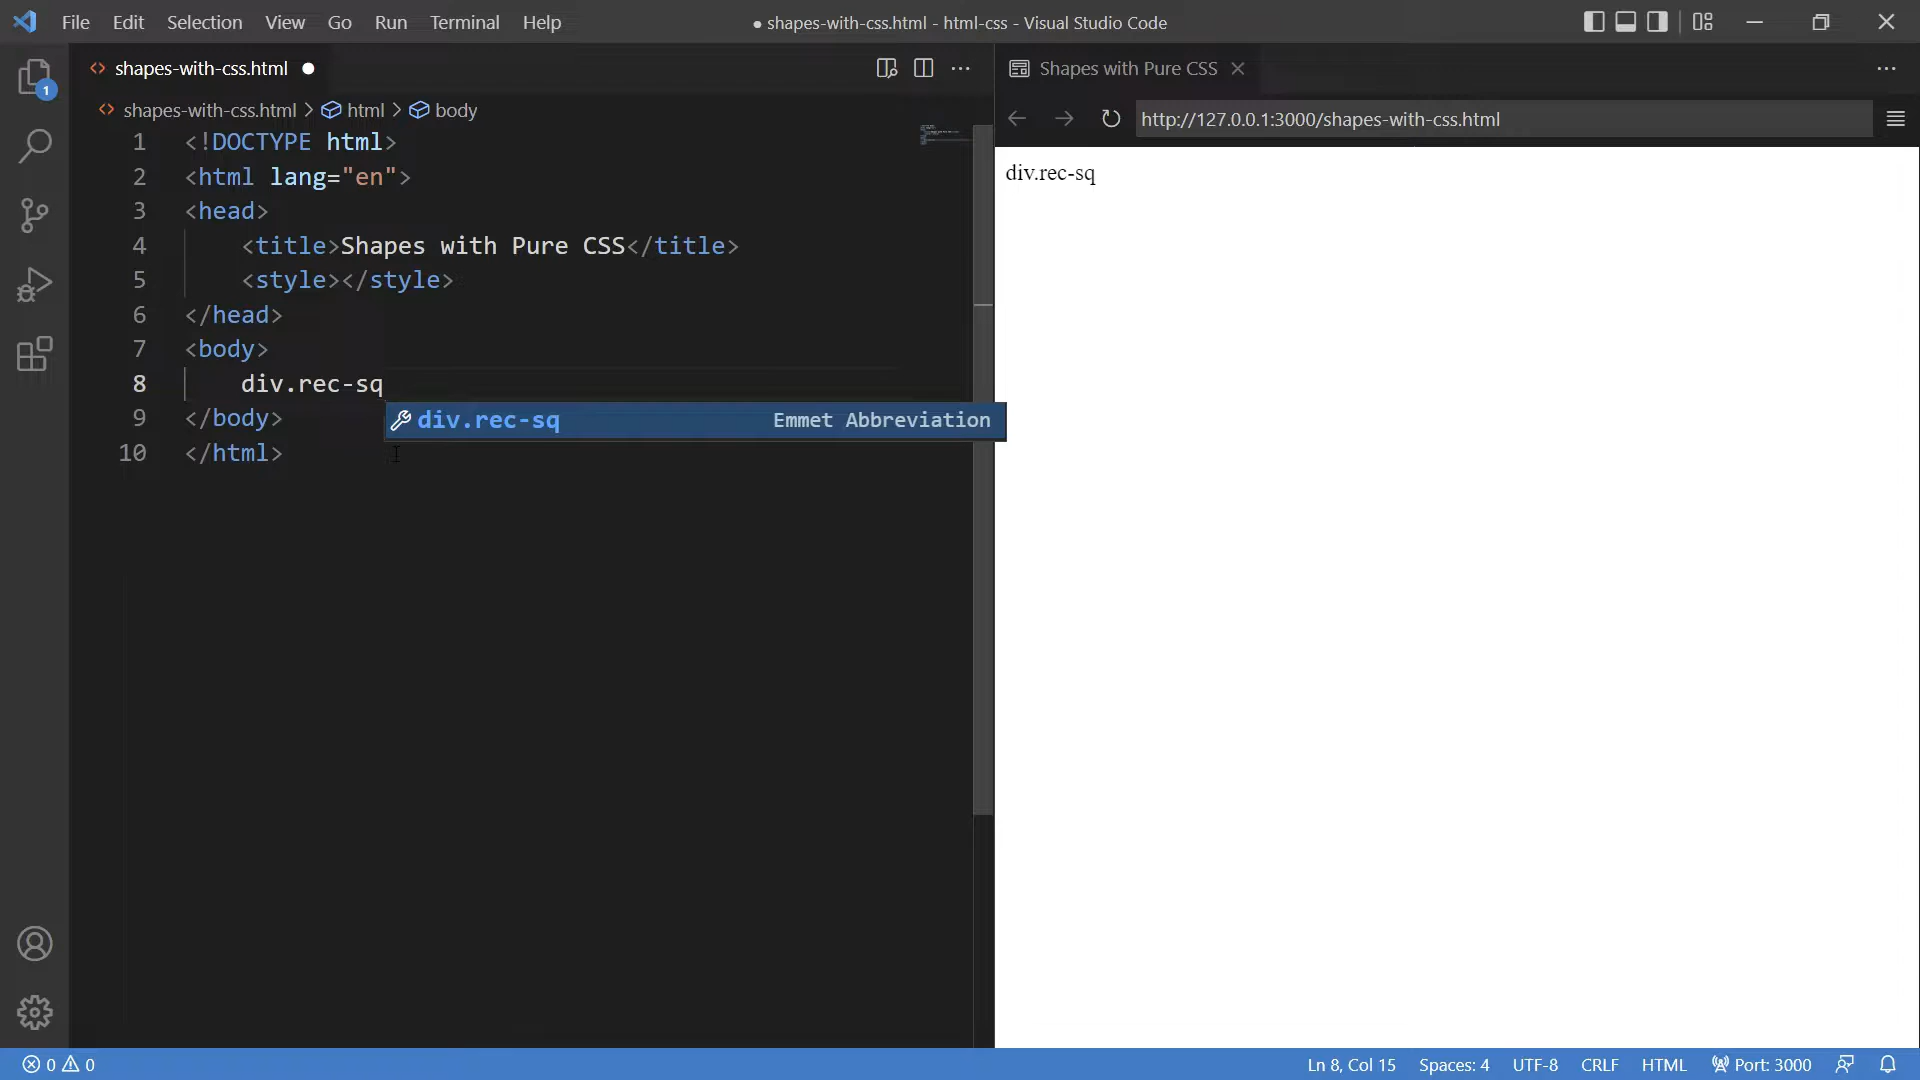 File Edit Selection View Go Run Terminal Help
● shapes-with-css.html - html-css - Visual Studio Code
shapes-with-css.html ●
Shapes with Pure CSS
1
shapes-with-css.html > html > body
http://127.0.0.1:3000/shapes-with-css.html
1 <!DOCTYPE html>
2 <html lang="en">
3 <head>
4 <title>Shapes with Pure CSS</title>
5 <style></style>
6 </head>
7 <body>
8 div.rec-sq
div.rec-sq Emmet Abbreviation
9 </body>
10 </html>
div.rec-sq
0 0 Ln 8, Col 15 Spaces: 4 UTF-8 CRLF HTML Port: 3000